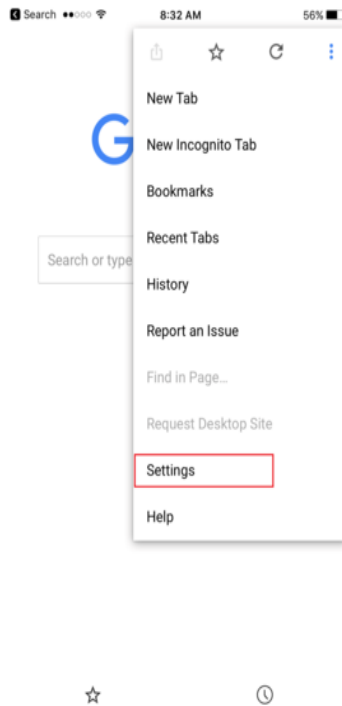 Search 8:32 AM 56%
New Tab
G
New Incognito Tab
Bookmarks
Recent Tabs
Search or type
History
Report an Issue
Find in Page...
Request Desktop Site
Settings
Help